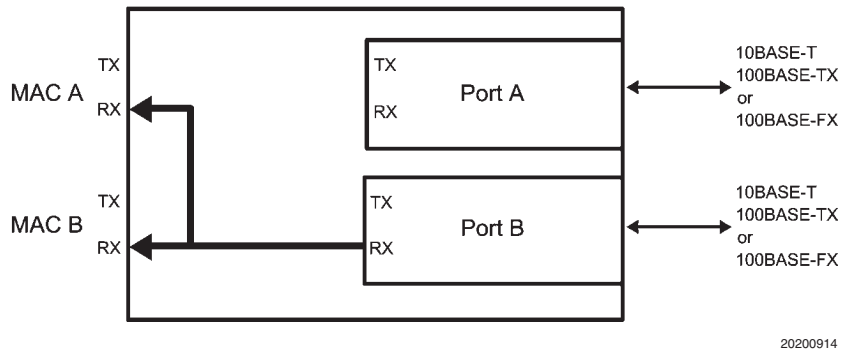 MAC A
TX
RX
TX
RX
Port A
10BASE-T
100BASE-TX
or
100BASE-FX
MAC B
TX
RX
TX
RX
Port B
10BASE-T
100BASE-TX
or
100BASE-FX
20200914